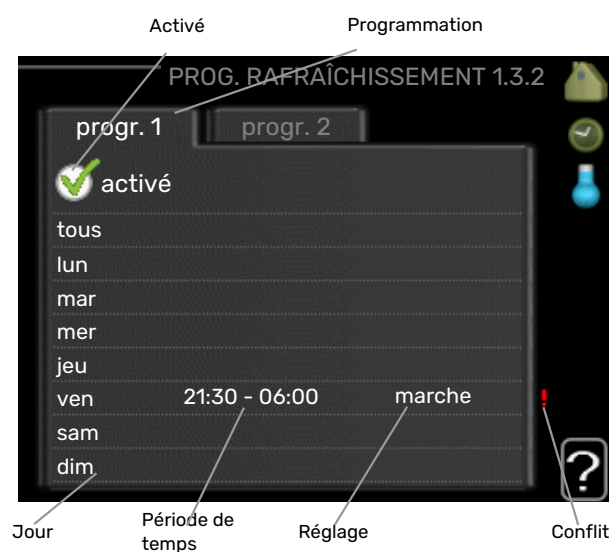 Activé
Programmation
PROG. RAFRAÎCHISSEMENT 1.3.2
progr. 1
progr. 2
activé
tous
lun
mar
mer
jeu
ven 21:30 - 06:00 marche !
sam
dim
?
Jour
Période de
temps
Réglage
Conflit